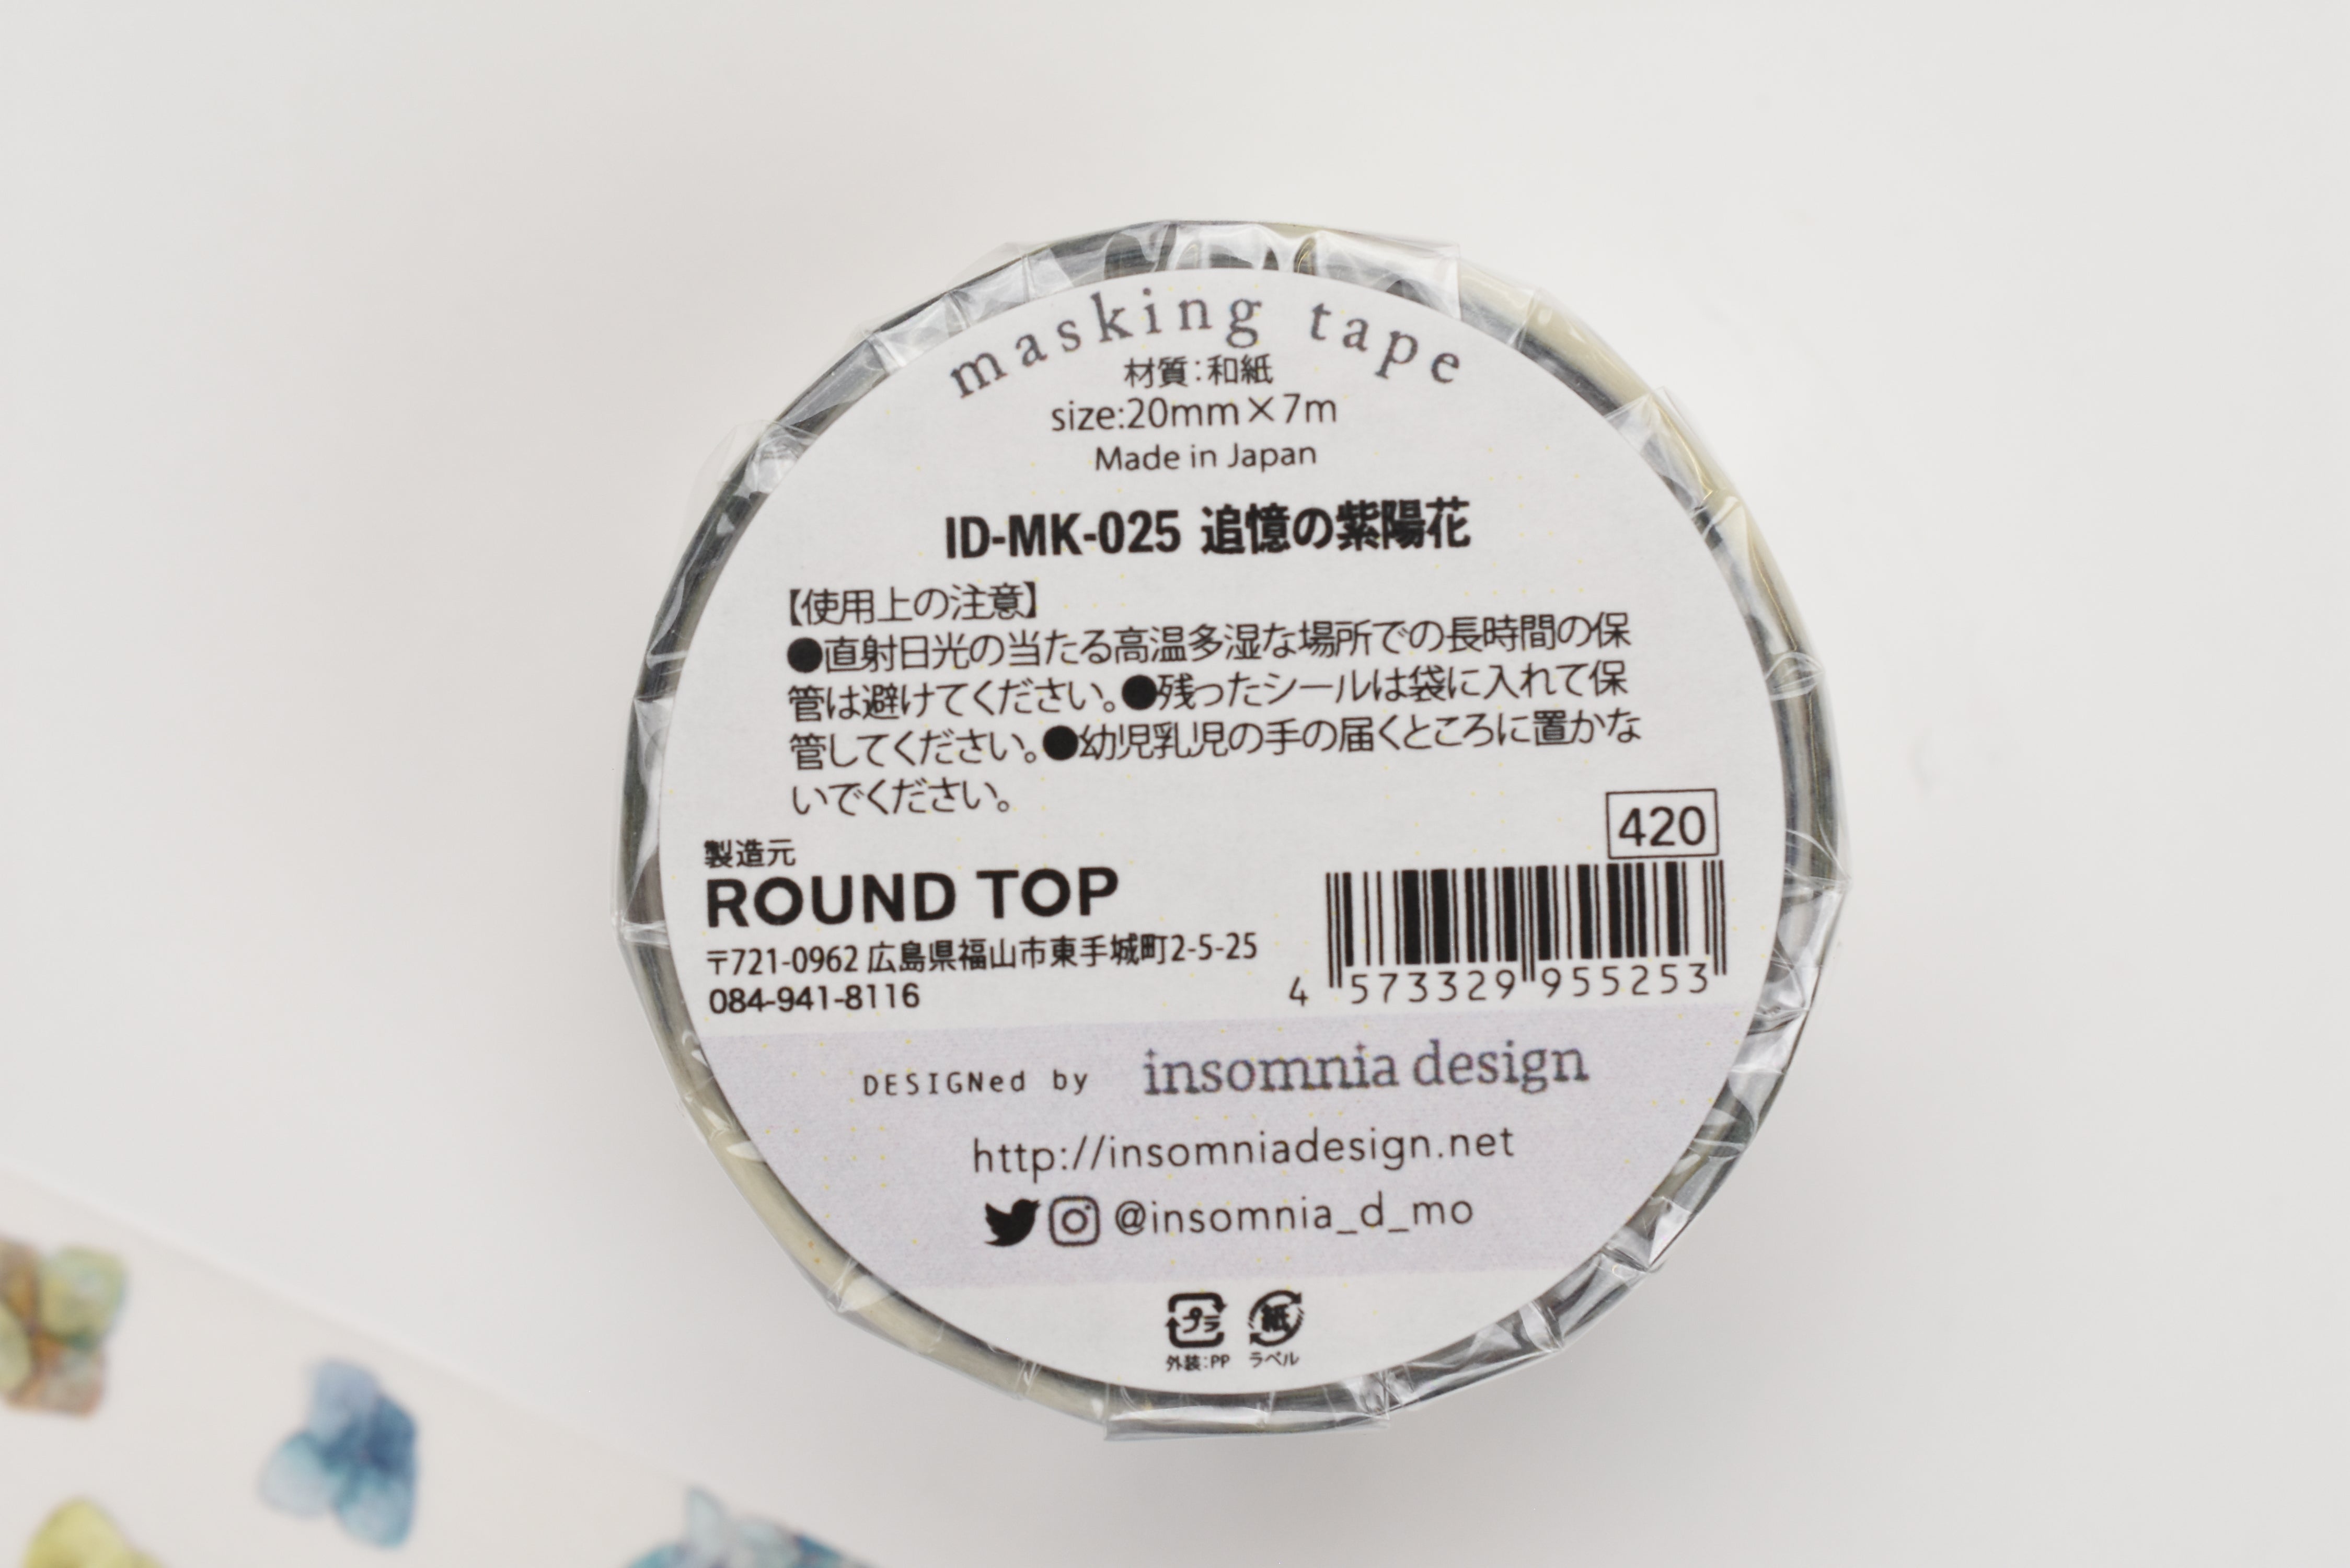 masking tape
材質:和紙
size:20mm×7m
Made in Japan
ID-MK-025 追憶の紫陽花
【使用上の注意】
●直射日光の当たる高温多湿な場所での長時間の保
管は避けてください。●残ったシールは袋に入れて保
管してください。●幼児乳児の手の届くところに置かな
いでください。
420
製造元
ROUND TOP
〒721-0962 広島県福山市東手城町2-5-25
084-941-8116
4 573329 955253
DESIGNed by insomnia design
http://insomniadesign.net
@insomnia_d_mo
プラ 紙
外装:PP ラベル